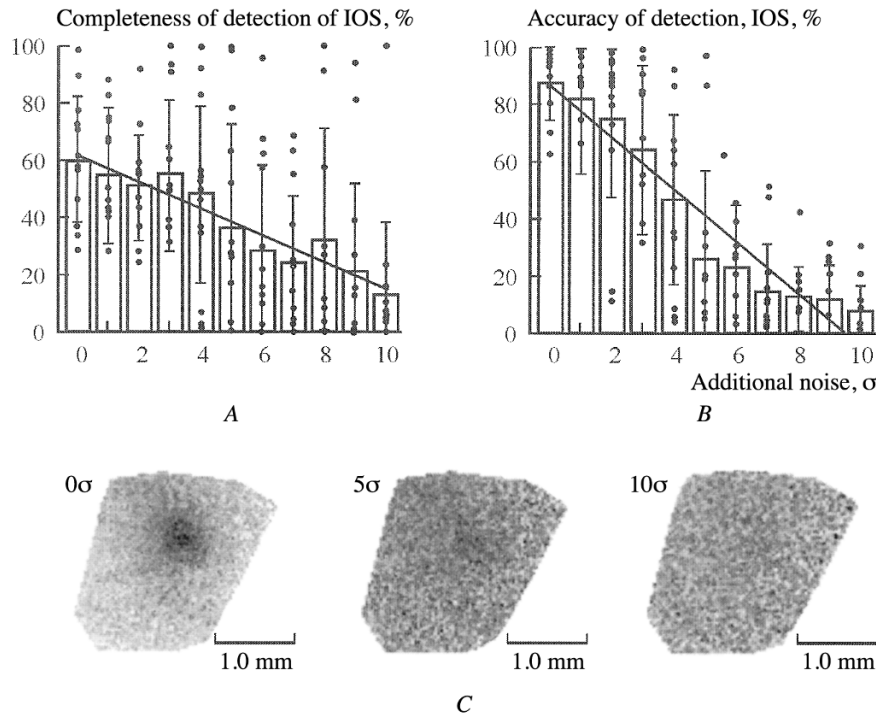 Completeness of detection of IOS, %
Accuracy of detection, IOS, %
100
80
60
40
20
0
0 2 4 6 8 10
100
80
60
40
20
0
0 2 4 6 8 10
Additional noise, σ
A
B
0σ
5σ
10σ
1.0 mm
1.0 mm
1.0 mm
C